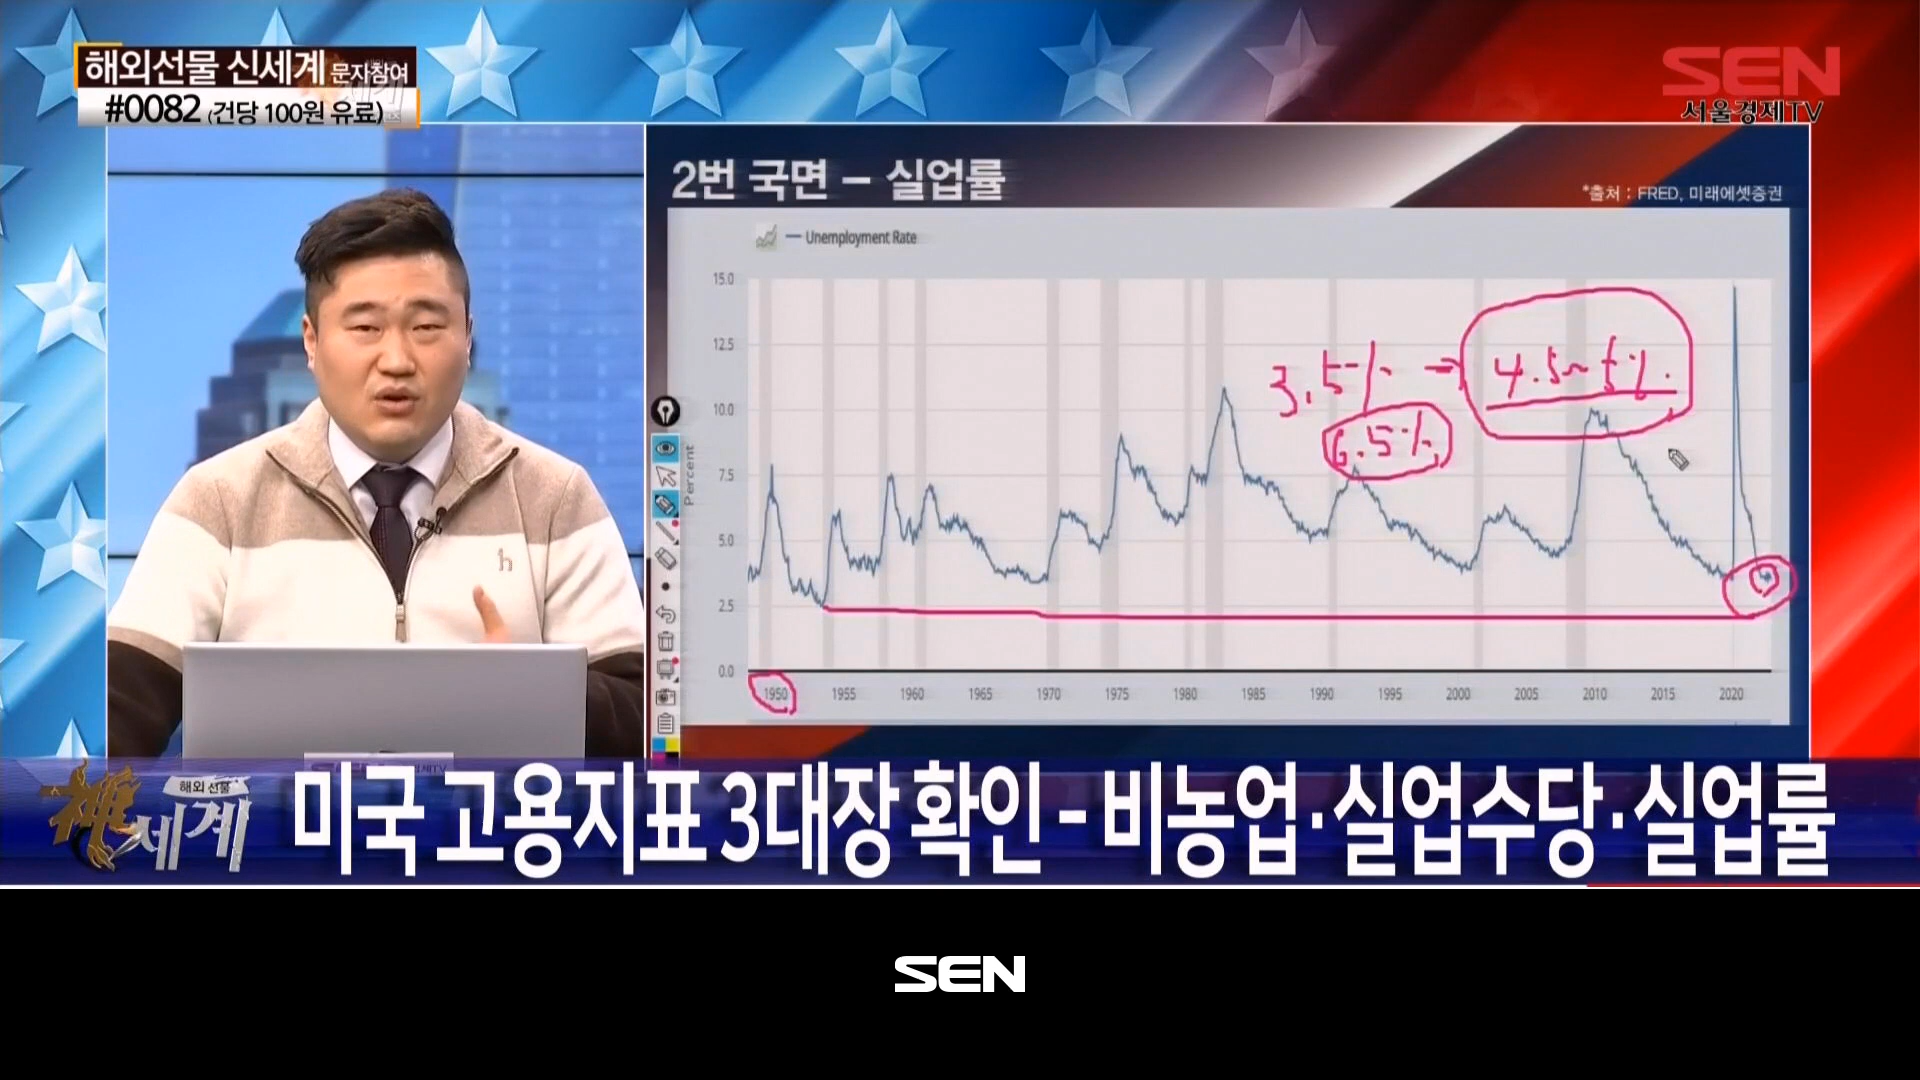 해외선물 신세계 문자참여
#0082 (건당 100원 유료)
SEN
서울경제TV
2번 국면 – 실업률
*출처 : FRED, 미래에셋증권
Unemployment Rate
15.0
12.5
10.0
7.5
5.0
2.5
0.0
Percent
3.5% → 4.5~5%.
6.5%
1950 1955 1960 1965 1970 1975 1980 1985 1990 1995 2000 2005 2010 2015 2020
h
해외 선물
神세계
미국 고용지표 3대장 확인 - 비농업·실업수당·실업률
SEN